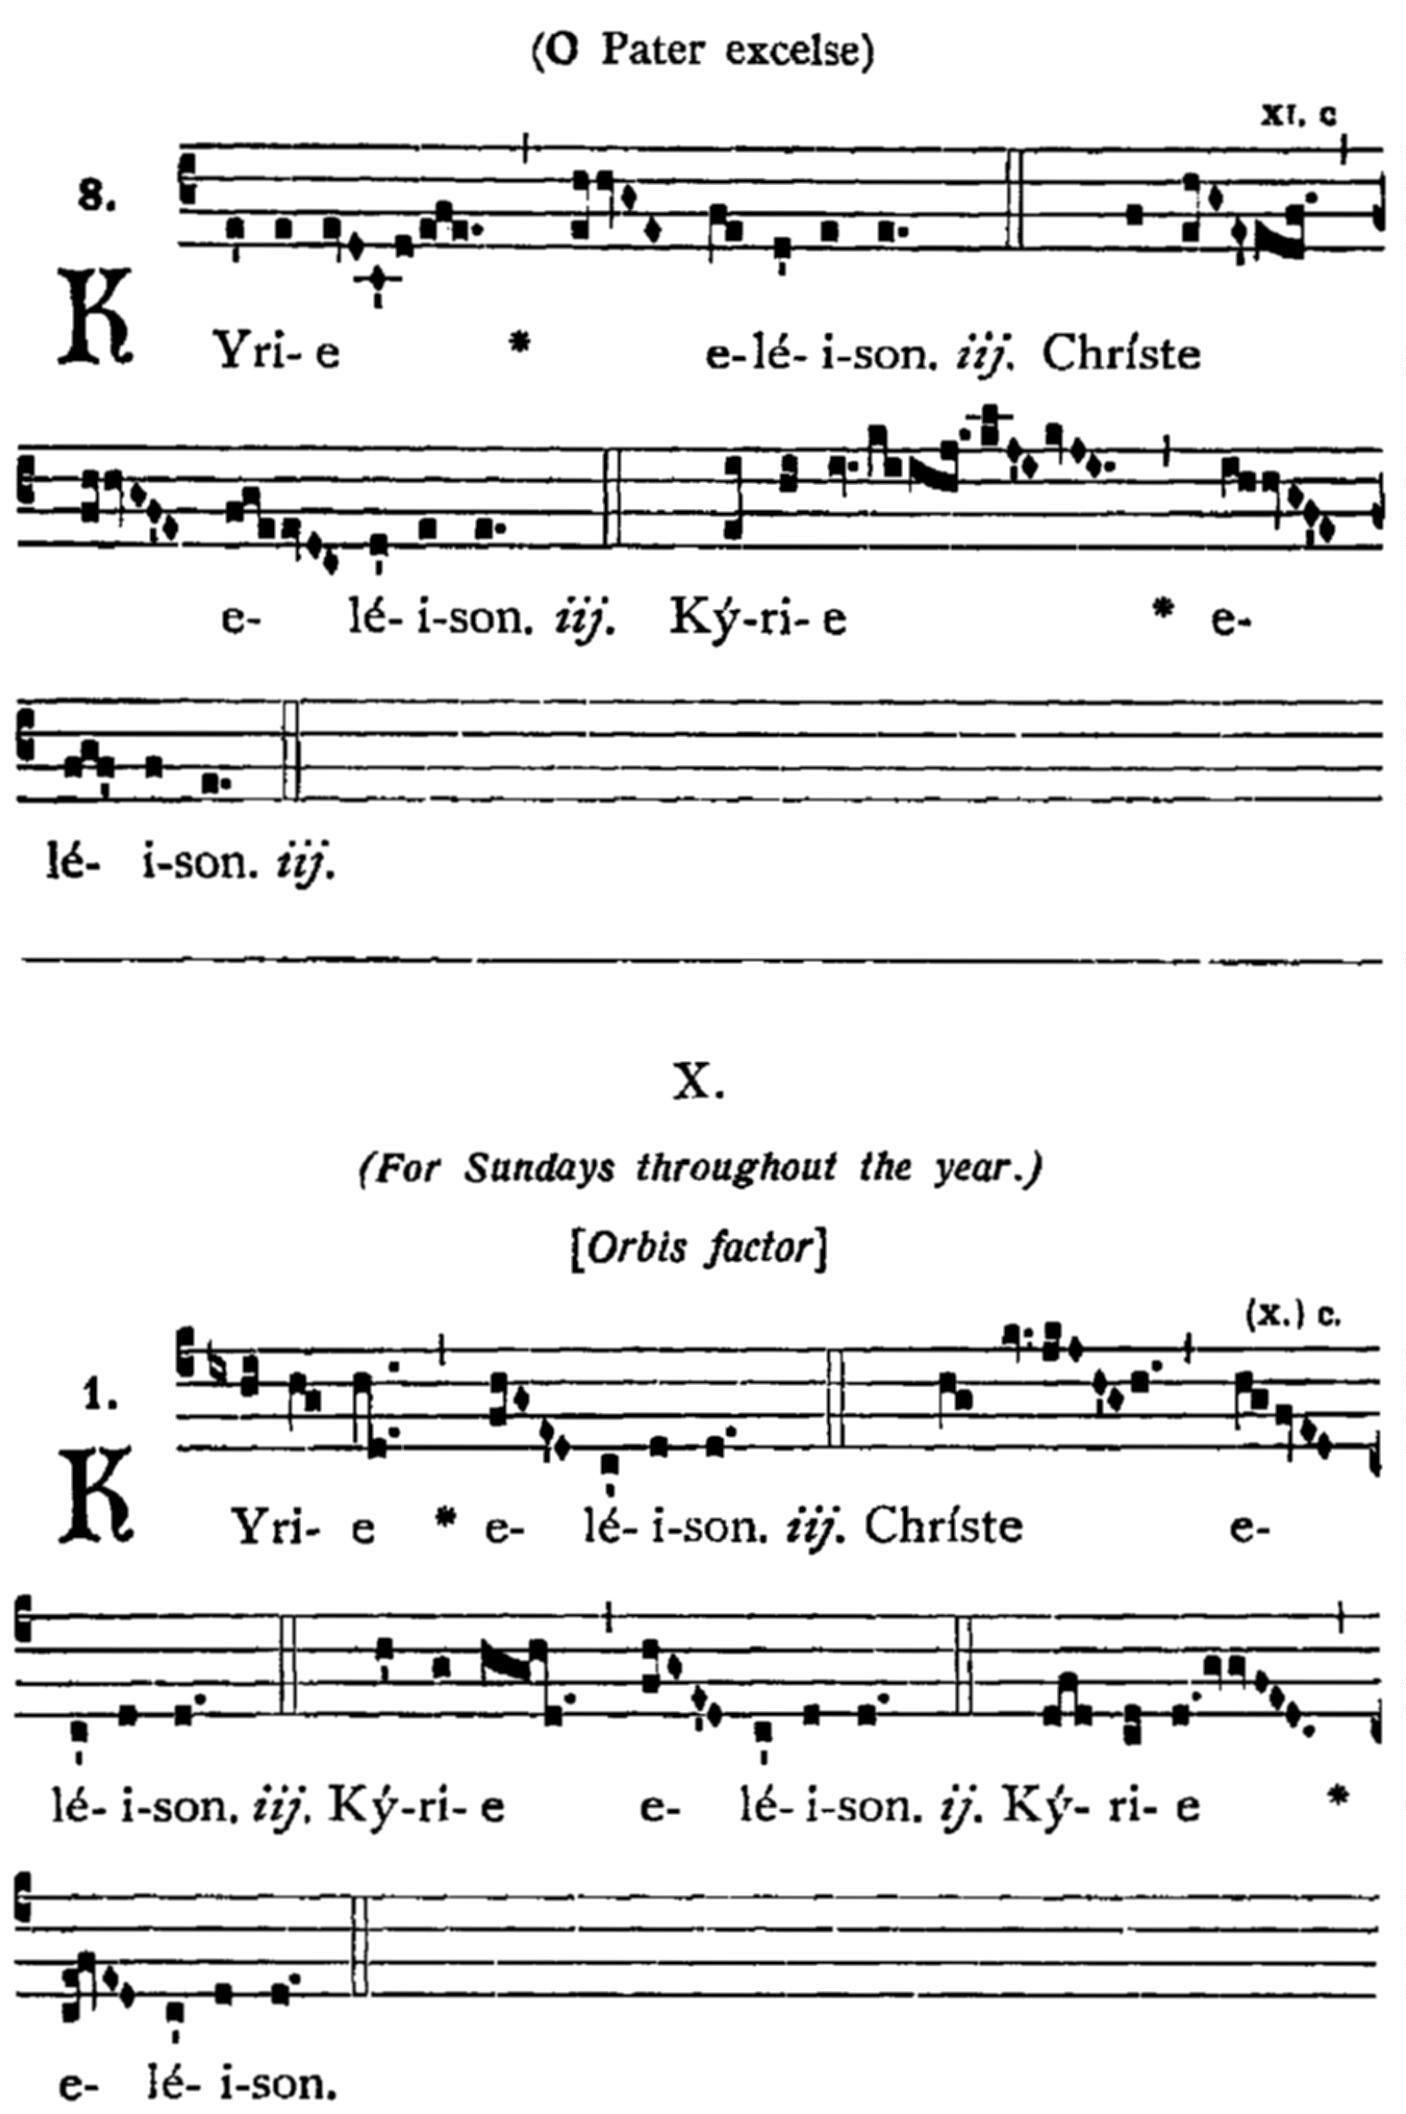 (O Pater excelse)
XI. c
8.
KYri- e * e-lé- i-son. iij. Chríste
e- lé- i-son. iij. Ký-ri- e * e-
lé- i-son. iij.
X.
(For Sundays throughout the year.)
[Orbis factor]
(X.) c.
1.
KYri- e * e- lé- i-son. iij. Chríste e-
lé- i-son. iij. Ký-ri- e e- lé- i-son. ij. Ký- ri- e *
e- lé- i-son.